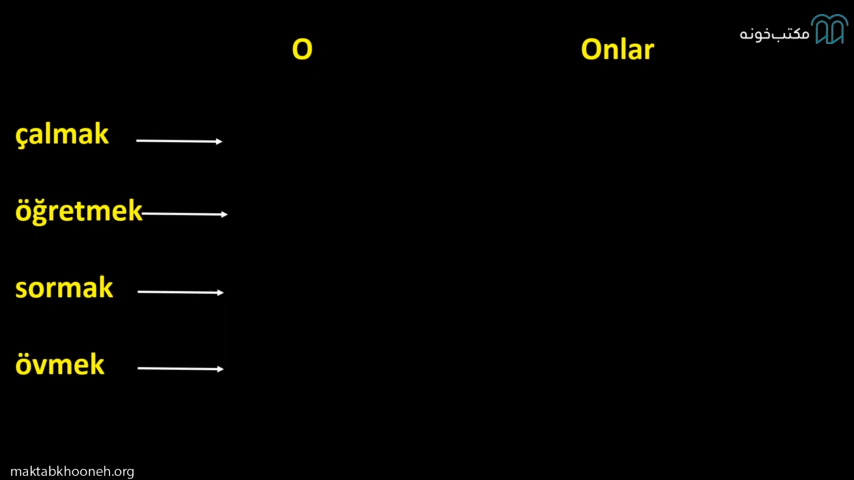 مکتب‌خونه
O Onlar
çalmak
öğretmek
sormak
övmek
maktabkhooneh.org